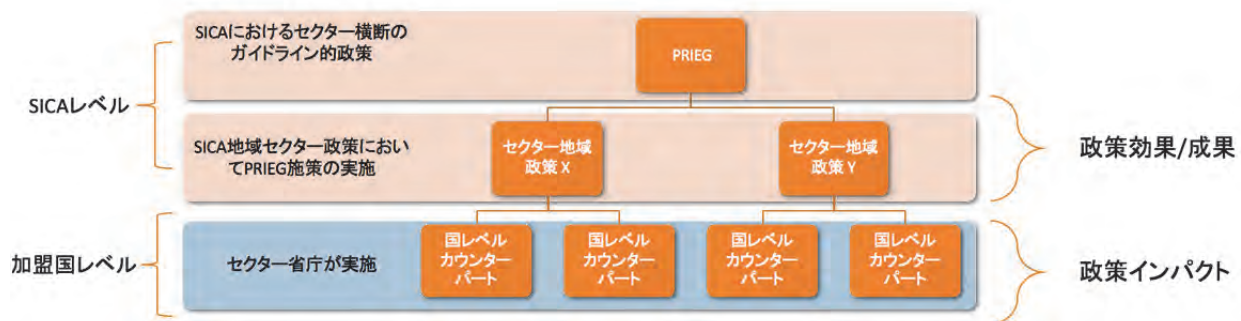 SICAレベル
SICAにおけるセクター横断の
ガイドライン的政策
PRIEG
SICA地域セクター政策におい
てPRIEG施策の実施
セクター地域
政策 X
セクター地域
政策 Y
政策効果/成果
加盟国レベル
セクター省庁が実施
国レベル
カウンター
パート
国レベル
カウンター
パート
国レベル
カウンター
パート
国レベル
カウンター
パート
政策インパクト